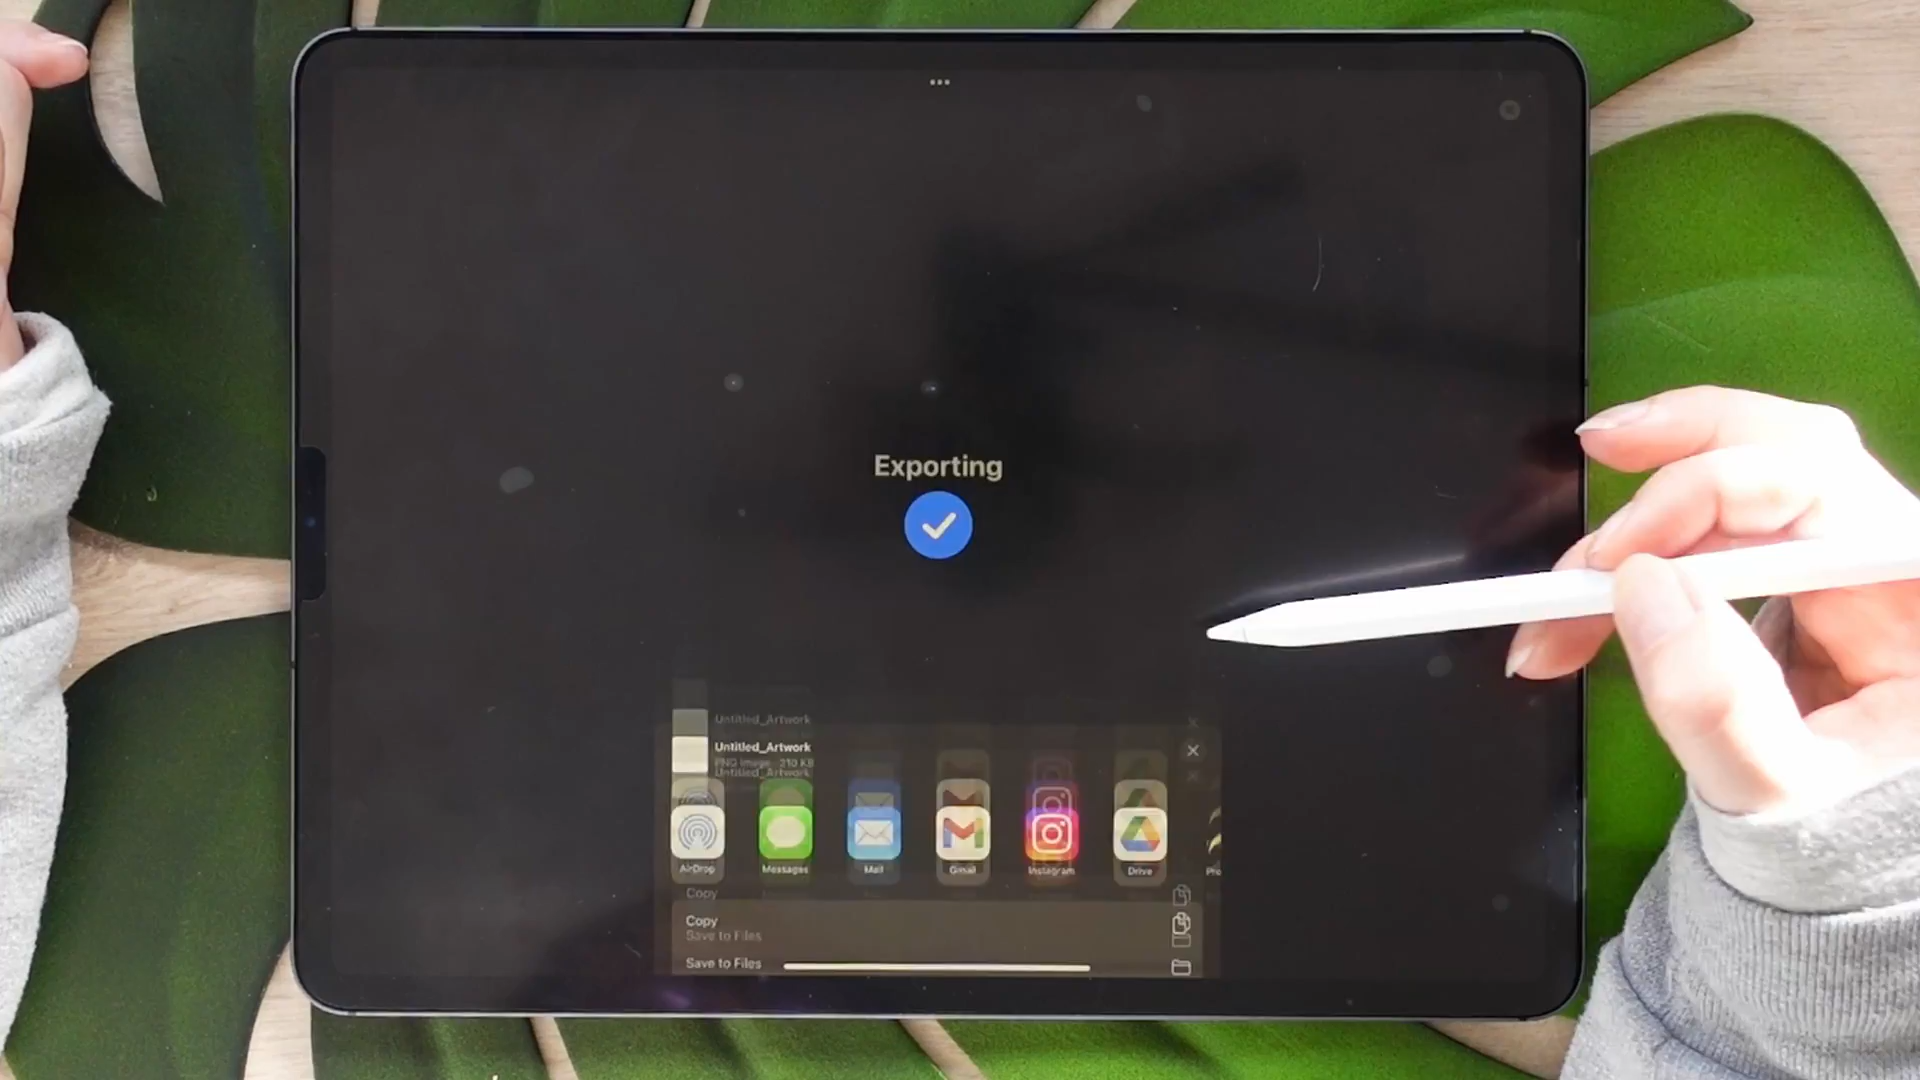 Exporting
Untitled_Artwork
Untitled_Artwork
PNG Image · 210 KB
Untitled_Artwork
AirDrop
Messages
Mail
Gmail
Instagram
Drive
Copy
Copy
Save to Files
Save to Files